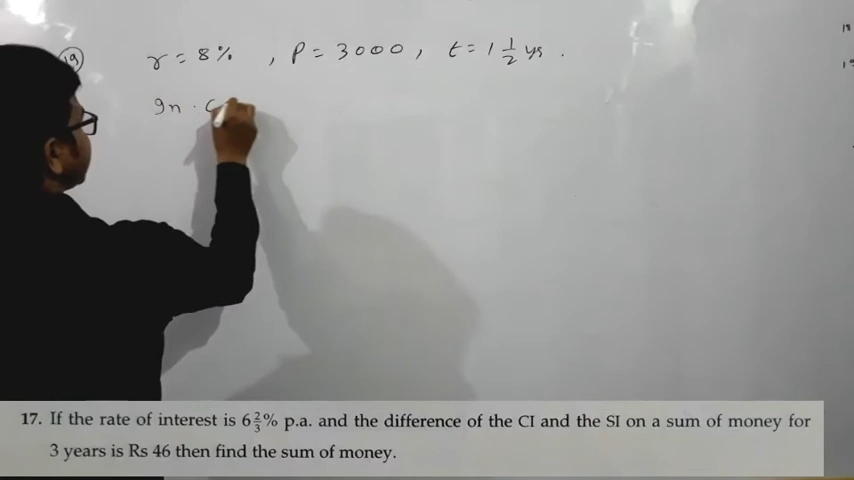 19 r = 8% , P = 3000 , t = 1 1/2 ys .
In . C
17. If the rate of interest is 6 2/3% p.a. and the difference of the CI and the SI on a sum of money for
3 years is Rs 46 then find the sum of money.